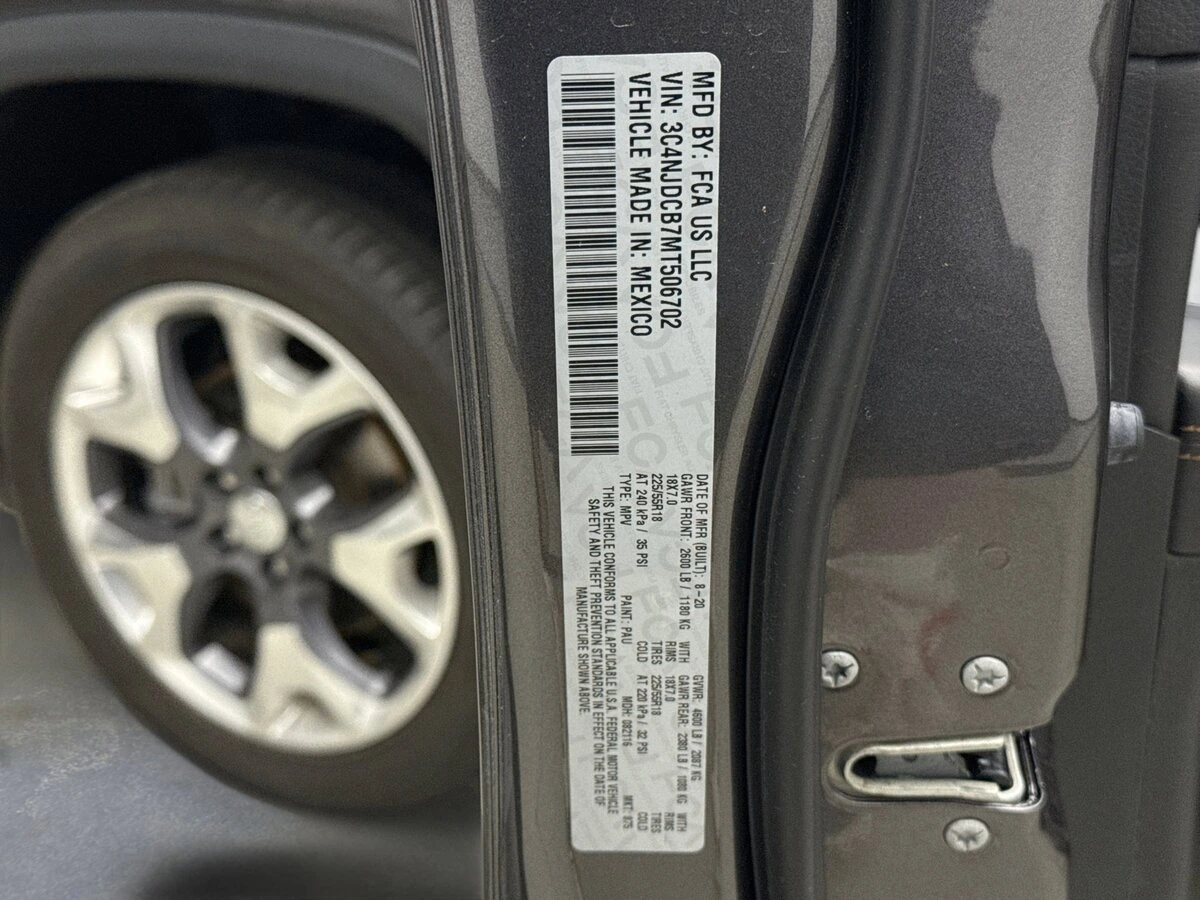 MFD BY: FCA US LLC
VIN: 3C4NJDCB7MT506702
VEHICLE MADE IN: MEXICO
DATE OF MFR (BUILT): 8-20 GVWR: 4600 LB / 2087 KG
GAWR FRONT: 2600 LB / 1180 KG WITH GAWR REAR: 2380 LB / 1080 KG WITH
18X7.0 RIMS 18X7.0 RIMS
225/55R18 TIRES 225/55R18 TIRES
AT 240 kPa / 35 PSI COLD AT 220 kPa / 32 PSI COLD
TYPE: MPV PAINT: PAU MDH: 082116 MKT: 875
THIS VEHICLE CONFORMS TO ALL APPLICABLE U.S.A. FEDERAL MOTOR VEHICLE
SAFETY AND THEFT PREVENTION STANDARDS IN EFFECT ON THE DATE OF
MANUFACTURE SHOWN ABOVE.